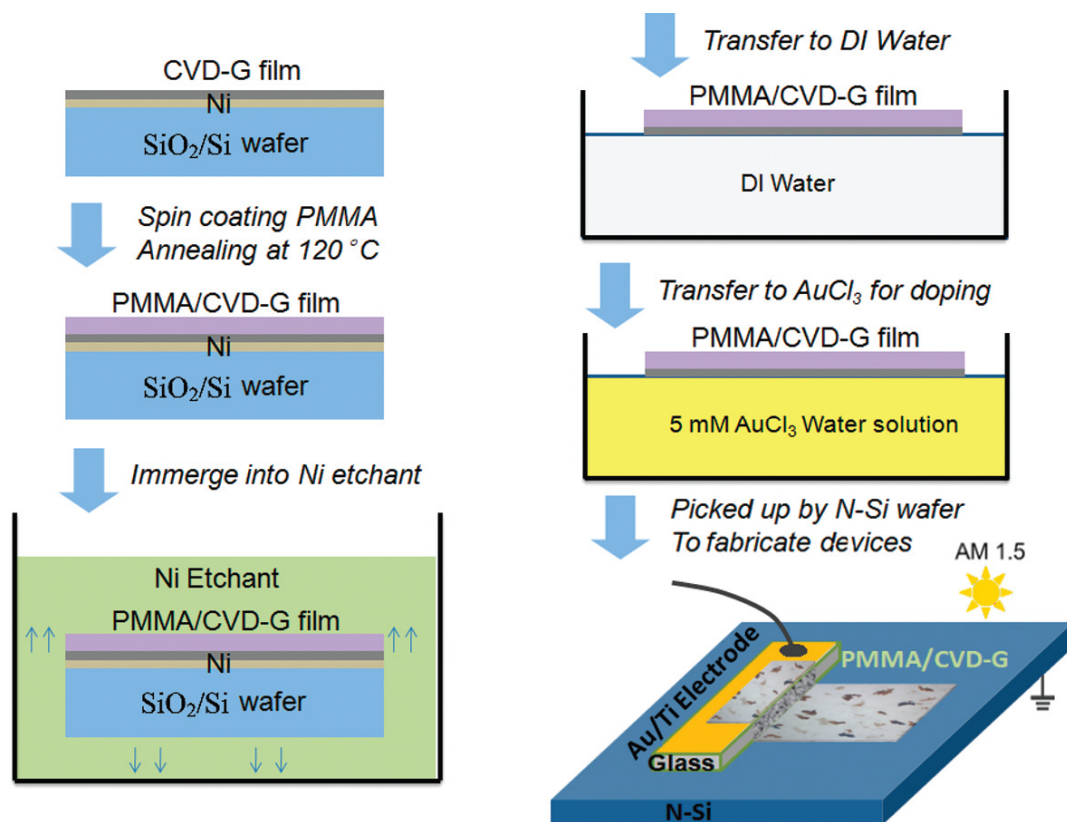 CVD-G film
Ni
SiO₂/Si wafer
Spin coating PMMA
Annealing at 120 °C
PMMA/CVD-G film
Ni
SiO₂/Si wafer
Immerge into Ni etchant
Ni Etchant
PMMA/CVD-G film
Ni
SiO₂/Si wafer
Transfer to DI Water
PMMA/CVD-G film
DI Water
Transfer to AuCl₃ for doping
PMMA/CVD-G film
5 mM AuCl₃ Water solution
Picked up by N-Si wafer
To fabricate devices
AM 1.5
PMMA/CVD-G
Au/Ti Electrode
Glass
N-Si